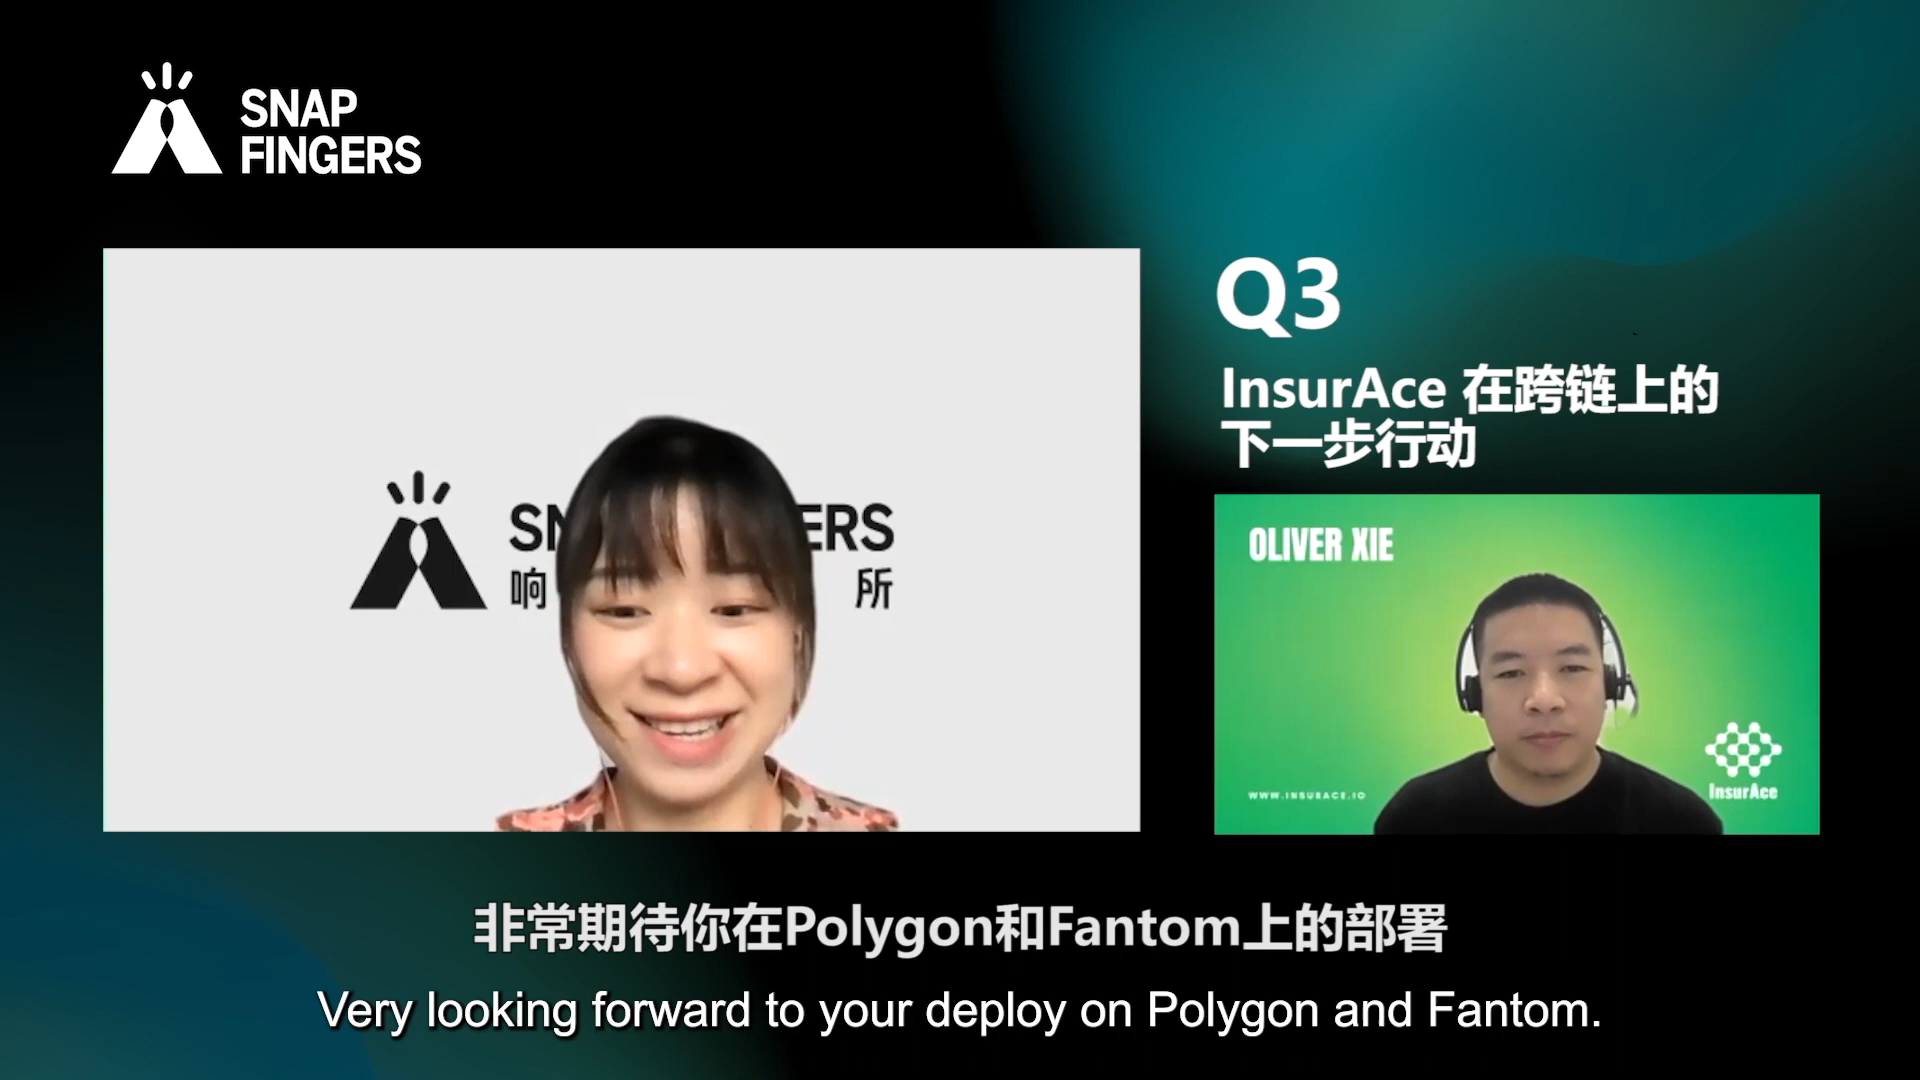 SNAP
FINGERS
Q3
InsurAce 在跨链上的
下一步行动
SN ERS
响 所
OLIVER XIE
WWW.INSURACE.IO
InsurAce
非常期待你在Polygon和Fantom上的部署
Very looking forward to your deploy on Polygon and Fantom.